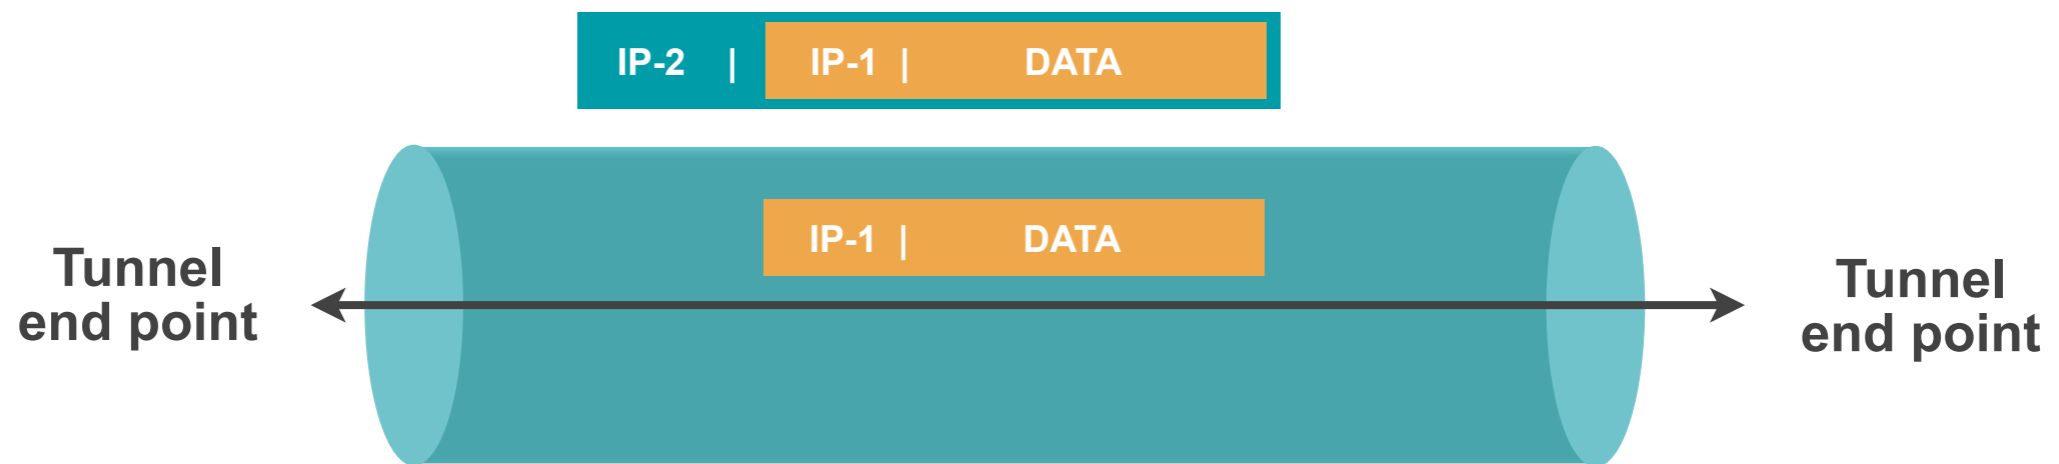 IP-2 | IP-1 | DATA
IP-1 | DATA
Tunnel
end point
Tunnel
end point